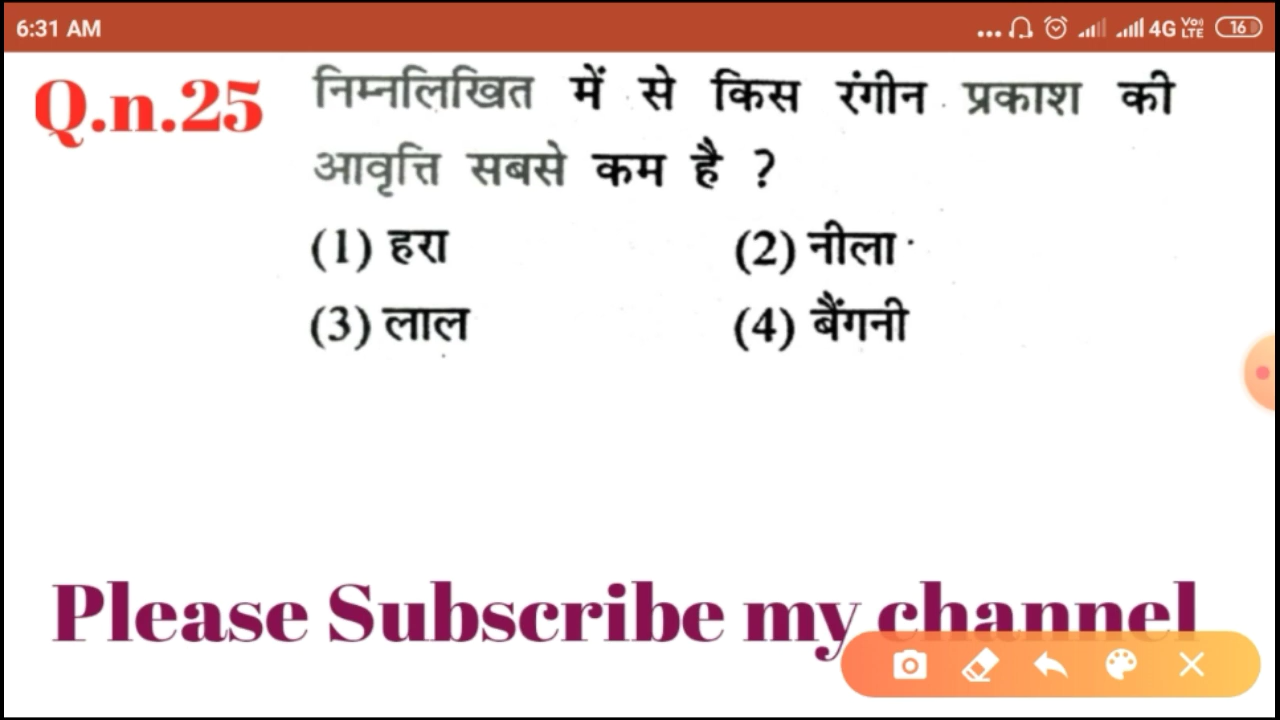 6:31 AM
... 4G VoLTE 16
Q.n.25 निम्नलिखित में से किस रंगीन प्रकाश की
आवृत्ति सबसे कम है ?
(1) हरा (2) नीला
(3) लाल (4) बैंगनी
Please Subscribe my channel